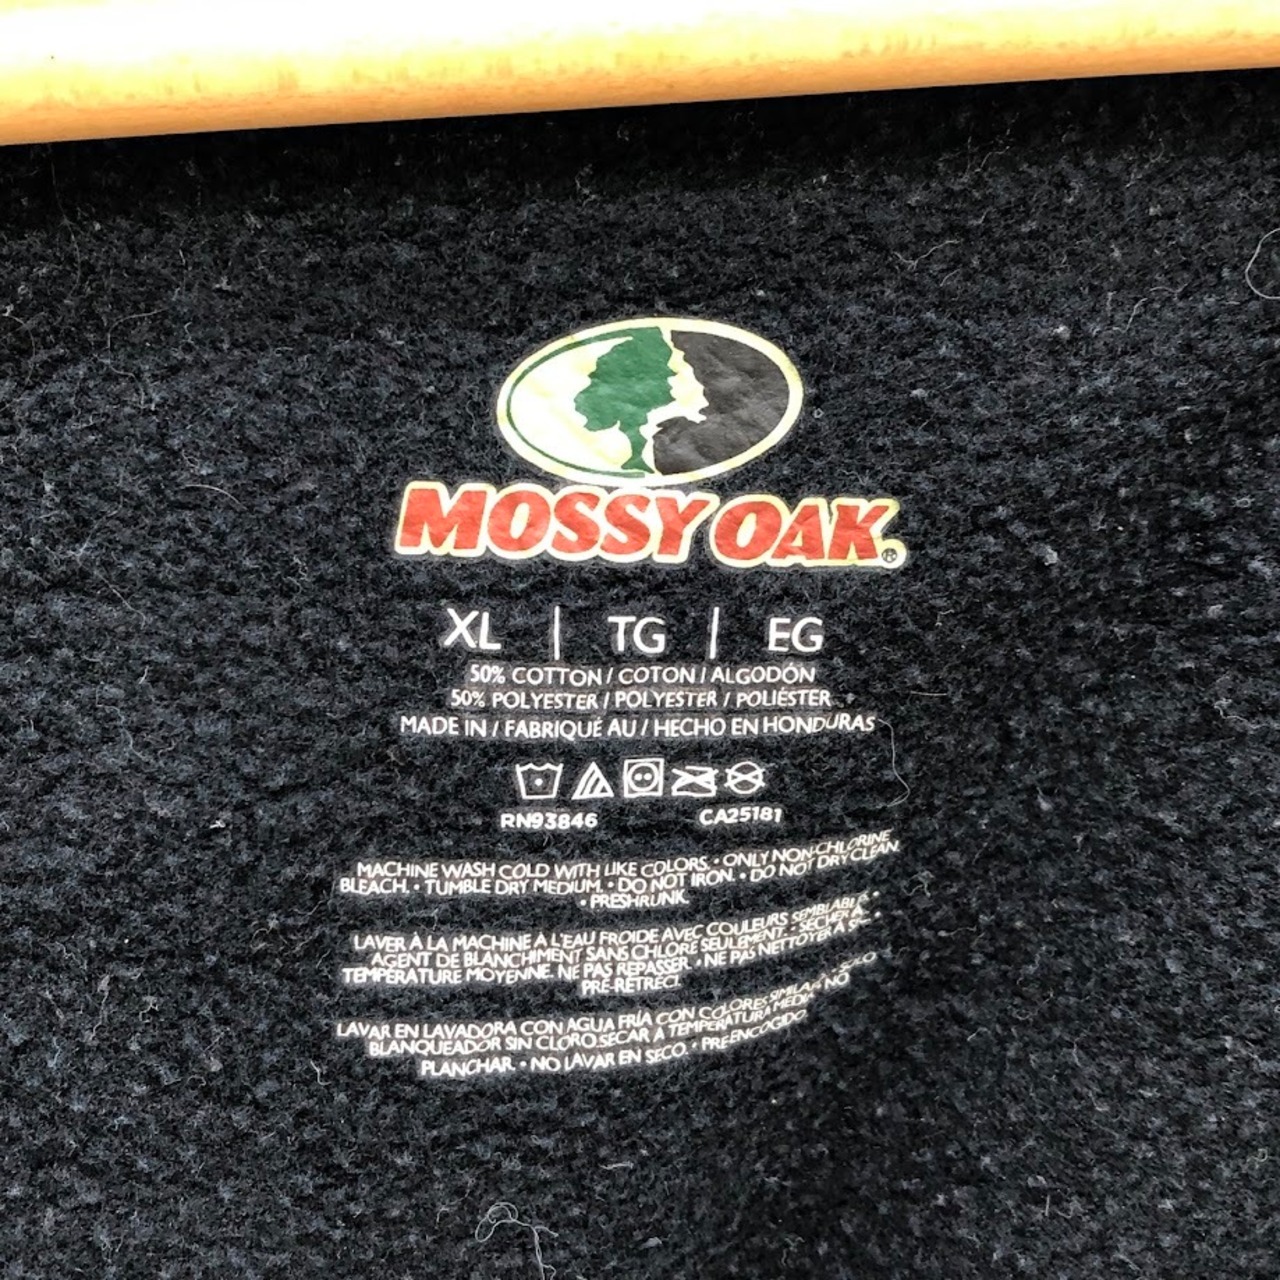 MOSSY OAK®
XL | TG | EG
50% COTTON / COTON / ALGODÓN
50% POLYESTER / POLYESTER / POLIÉSTER
MADE IN / FABRIQUÉ AU / HECHO EN HONDURAS
RN93846 CA25181
MACHINE WASH COLD WITH LIKE COLORS. • ONLY NON-CHLORINE
BLEACH. • TUMBLE DRY MEDIUM. • DO NOT IRON. • DO NOT DRYCLEAN.
• PRESHRUNK.
LAVER À LA MACHINE À L'EAU FROIDE AVEC COULEURS SEMBLABLES •
AGENT DE BLANCHIMENT SANS CHLORE SEULEMENT. • SÉCHER À
TEMPÉRATURE MOYENNE. NE PAS REPASSER. • NE PAS NETTOYER À SEC. •
PRÉ-RÉTRÉCI.
LAVAR EN LAVADORA CON AGUA FRÍA CON COLORES SOLO
BLANQUEADOR SIN CLORO.SECAR A TEMPERATURA MEDIA NO
PLANCHAR. • NO LAVAR EN SECO. • PREENCOGIDO.